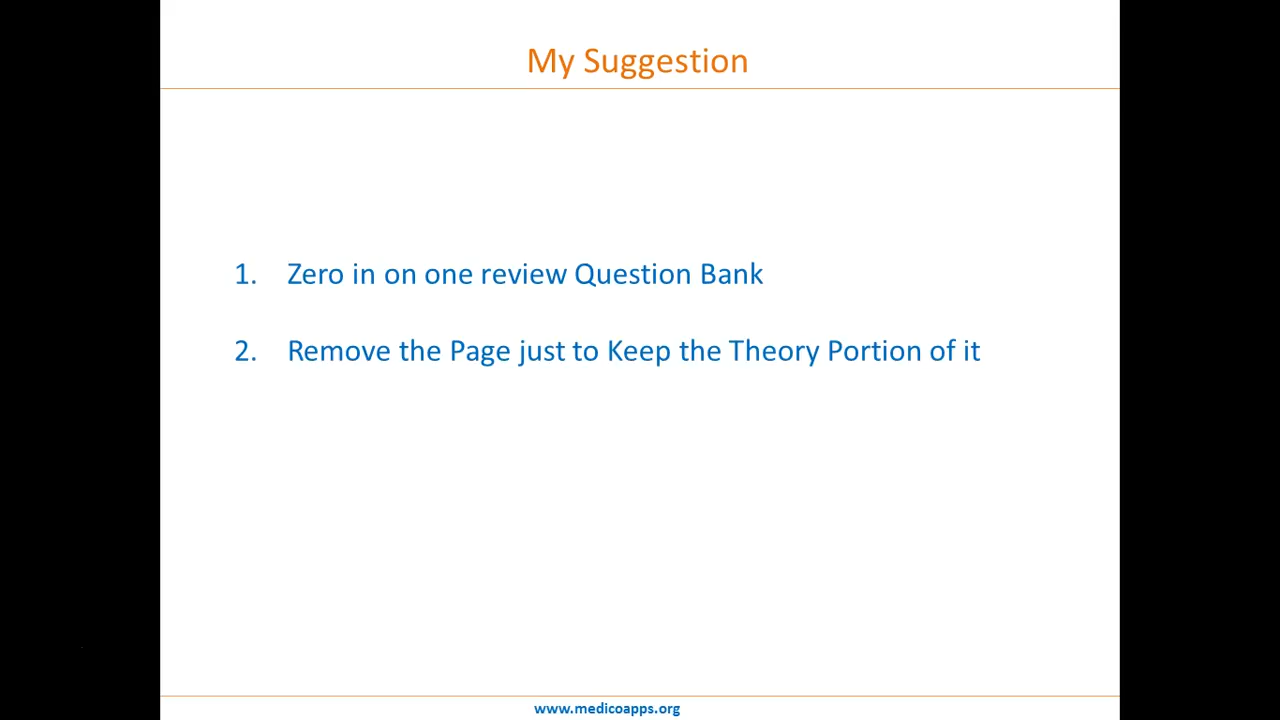 My Suggestion
1. Zero in on one review Question Bank
2. Remove the Page just to Keep the Theory Portion of it
www.medicoapps.org